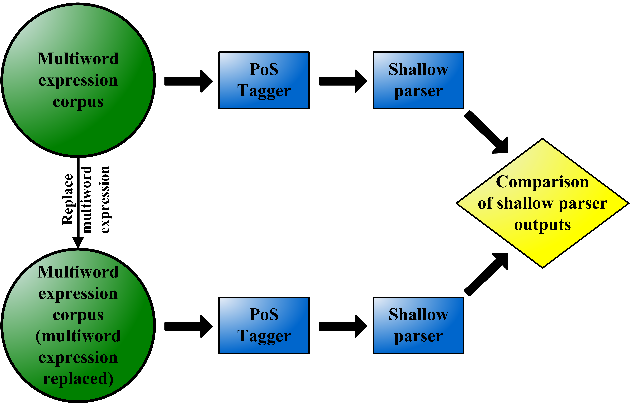 Multiword
expression
corpus
PoS
Tagger
Shallow
parser
Replace
multiword
expression
Comparison
of shallow parser
outputs
Multiword
expression
corpus
(multiword
expression
replaced)
PoS
Tagger
Shallow
parser